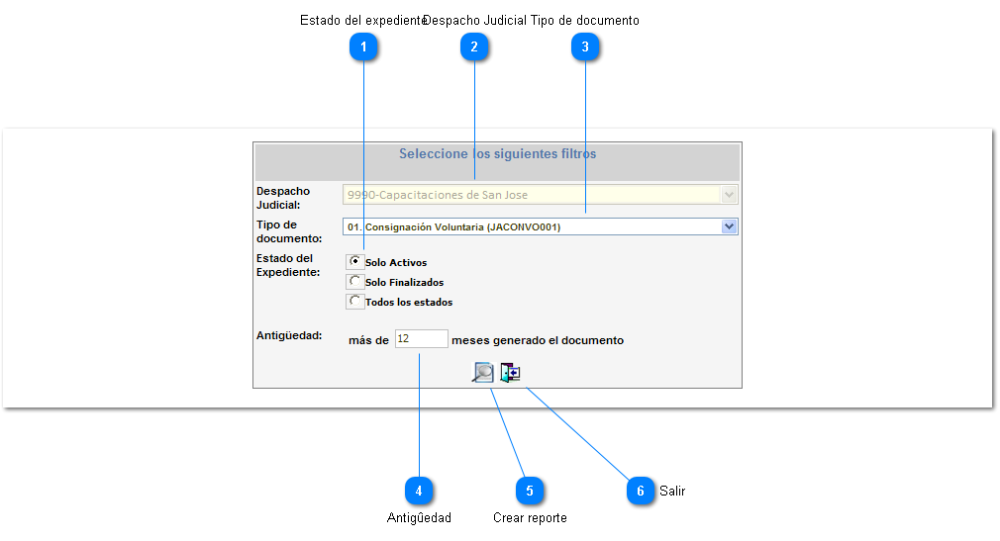 Estado del expediente Despacho Judicial Tipo de documento
1 2 3
Seleccione los siguientes filtros
Despacho
Judicial:
9990-Capacitaciones de San Jose
Tipo de
documento:
01. Consignación Voluntaria (JACONVO001)
Estado del
Expediente:
Solo Activos
Solo Finalizados
Todos los estados
Antigüedad:
más de 12 meses generado el documento
4 5 6 Salir
Antigüedad Crear reporte